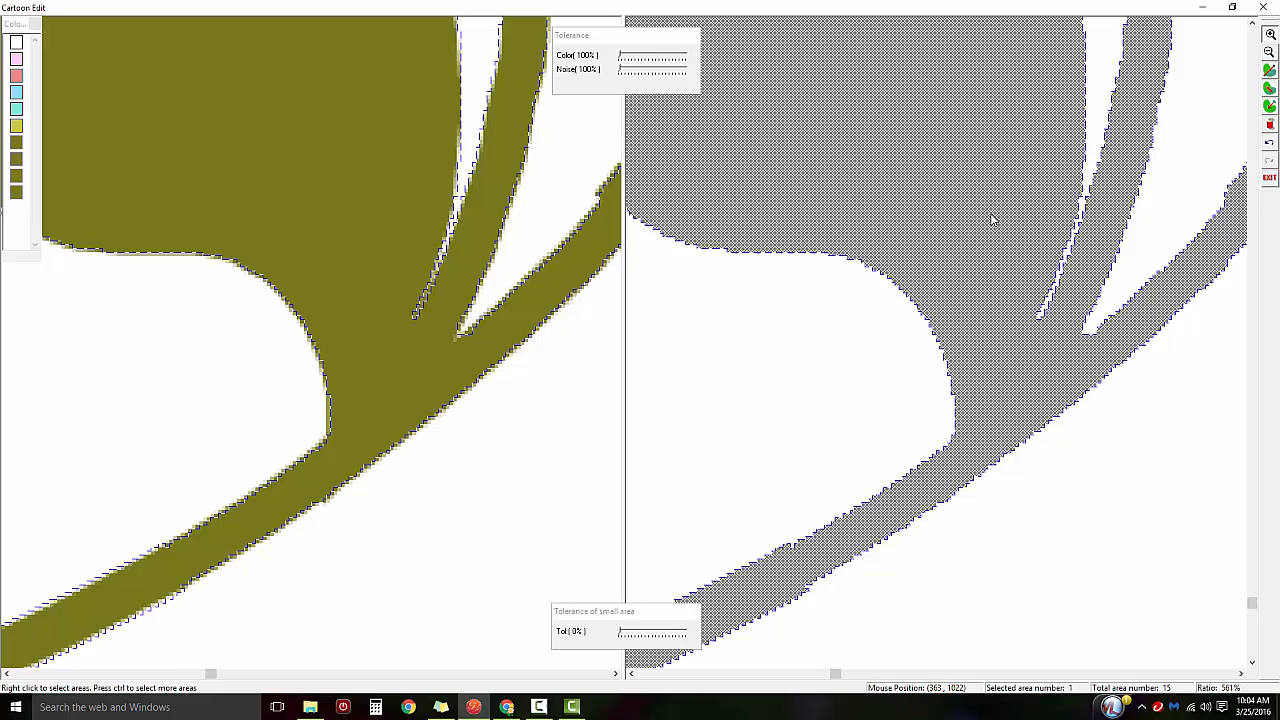 Cartoon Edit
Colo...
Tolerance
Color( 100% )
Noise( 100% )
EXIT
Tolerance of small area
Tol:( 0% )
Right click to select areas. Press ctrl to select more areas
Mouse Position: (363 , 1022)
Selected area number: 1
Total area number: 15
Ratio: 561%
Search the web and Windows
10:04 AM
3/25/2016